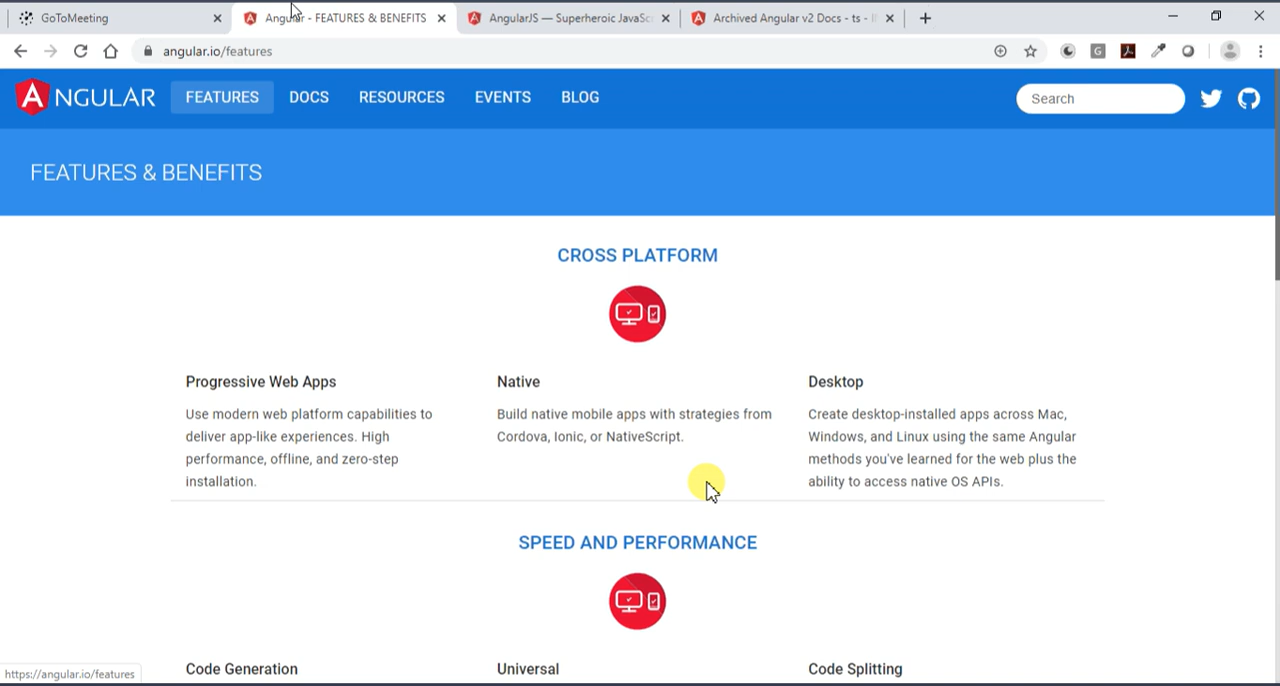 GoToMeeting
Angular - FEATURES & BENEFITS
AngularJS — Superheroic JavaSc
Archived Angular v2 Docs - ts -
angular.io/features
NGULAR
FEATURES
DOCS
RESOURCES
EVENTS
BLOG
Search
FEATURES & BENEFITS
CROSS PLATFORM
Progressive Web Apps
Use modern web platform capabilities to
deliver app-like experiences. High
performance, offline, and zero-step
installation.
Native
Build native mobile apps with strategies from
Cordova, Ionic, or NativeScript.
Desktop
Create desktop-installed apps across Mac,
Windows, and Linux using the same Angular
methods you've learned for the web plus the
ability to access native OS APIs.
SPEED AND PERFORMANCE
Code Generation
Universal
Code Splitting
https://angular.io/features